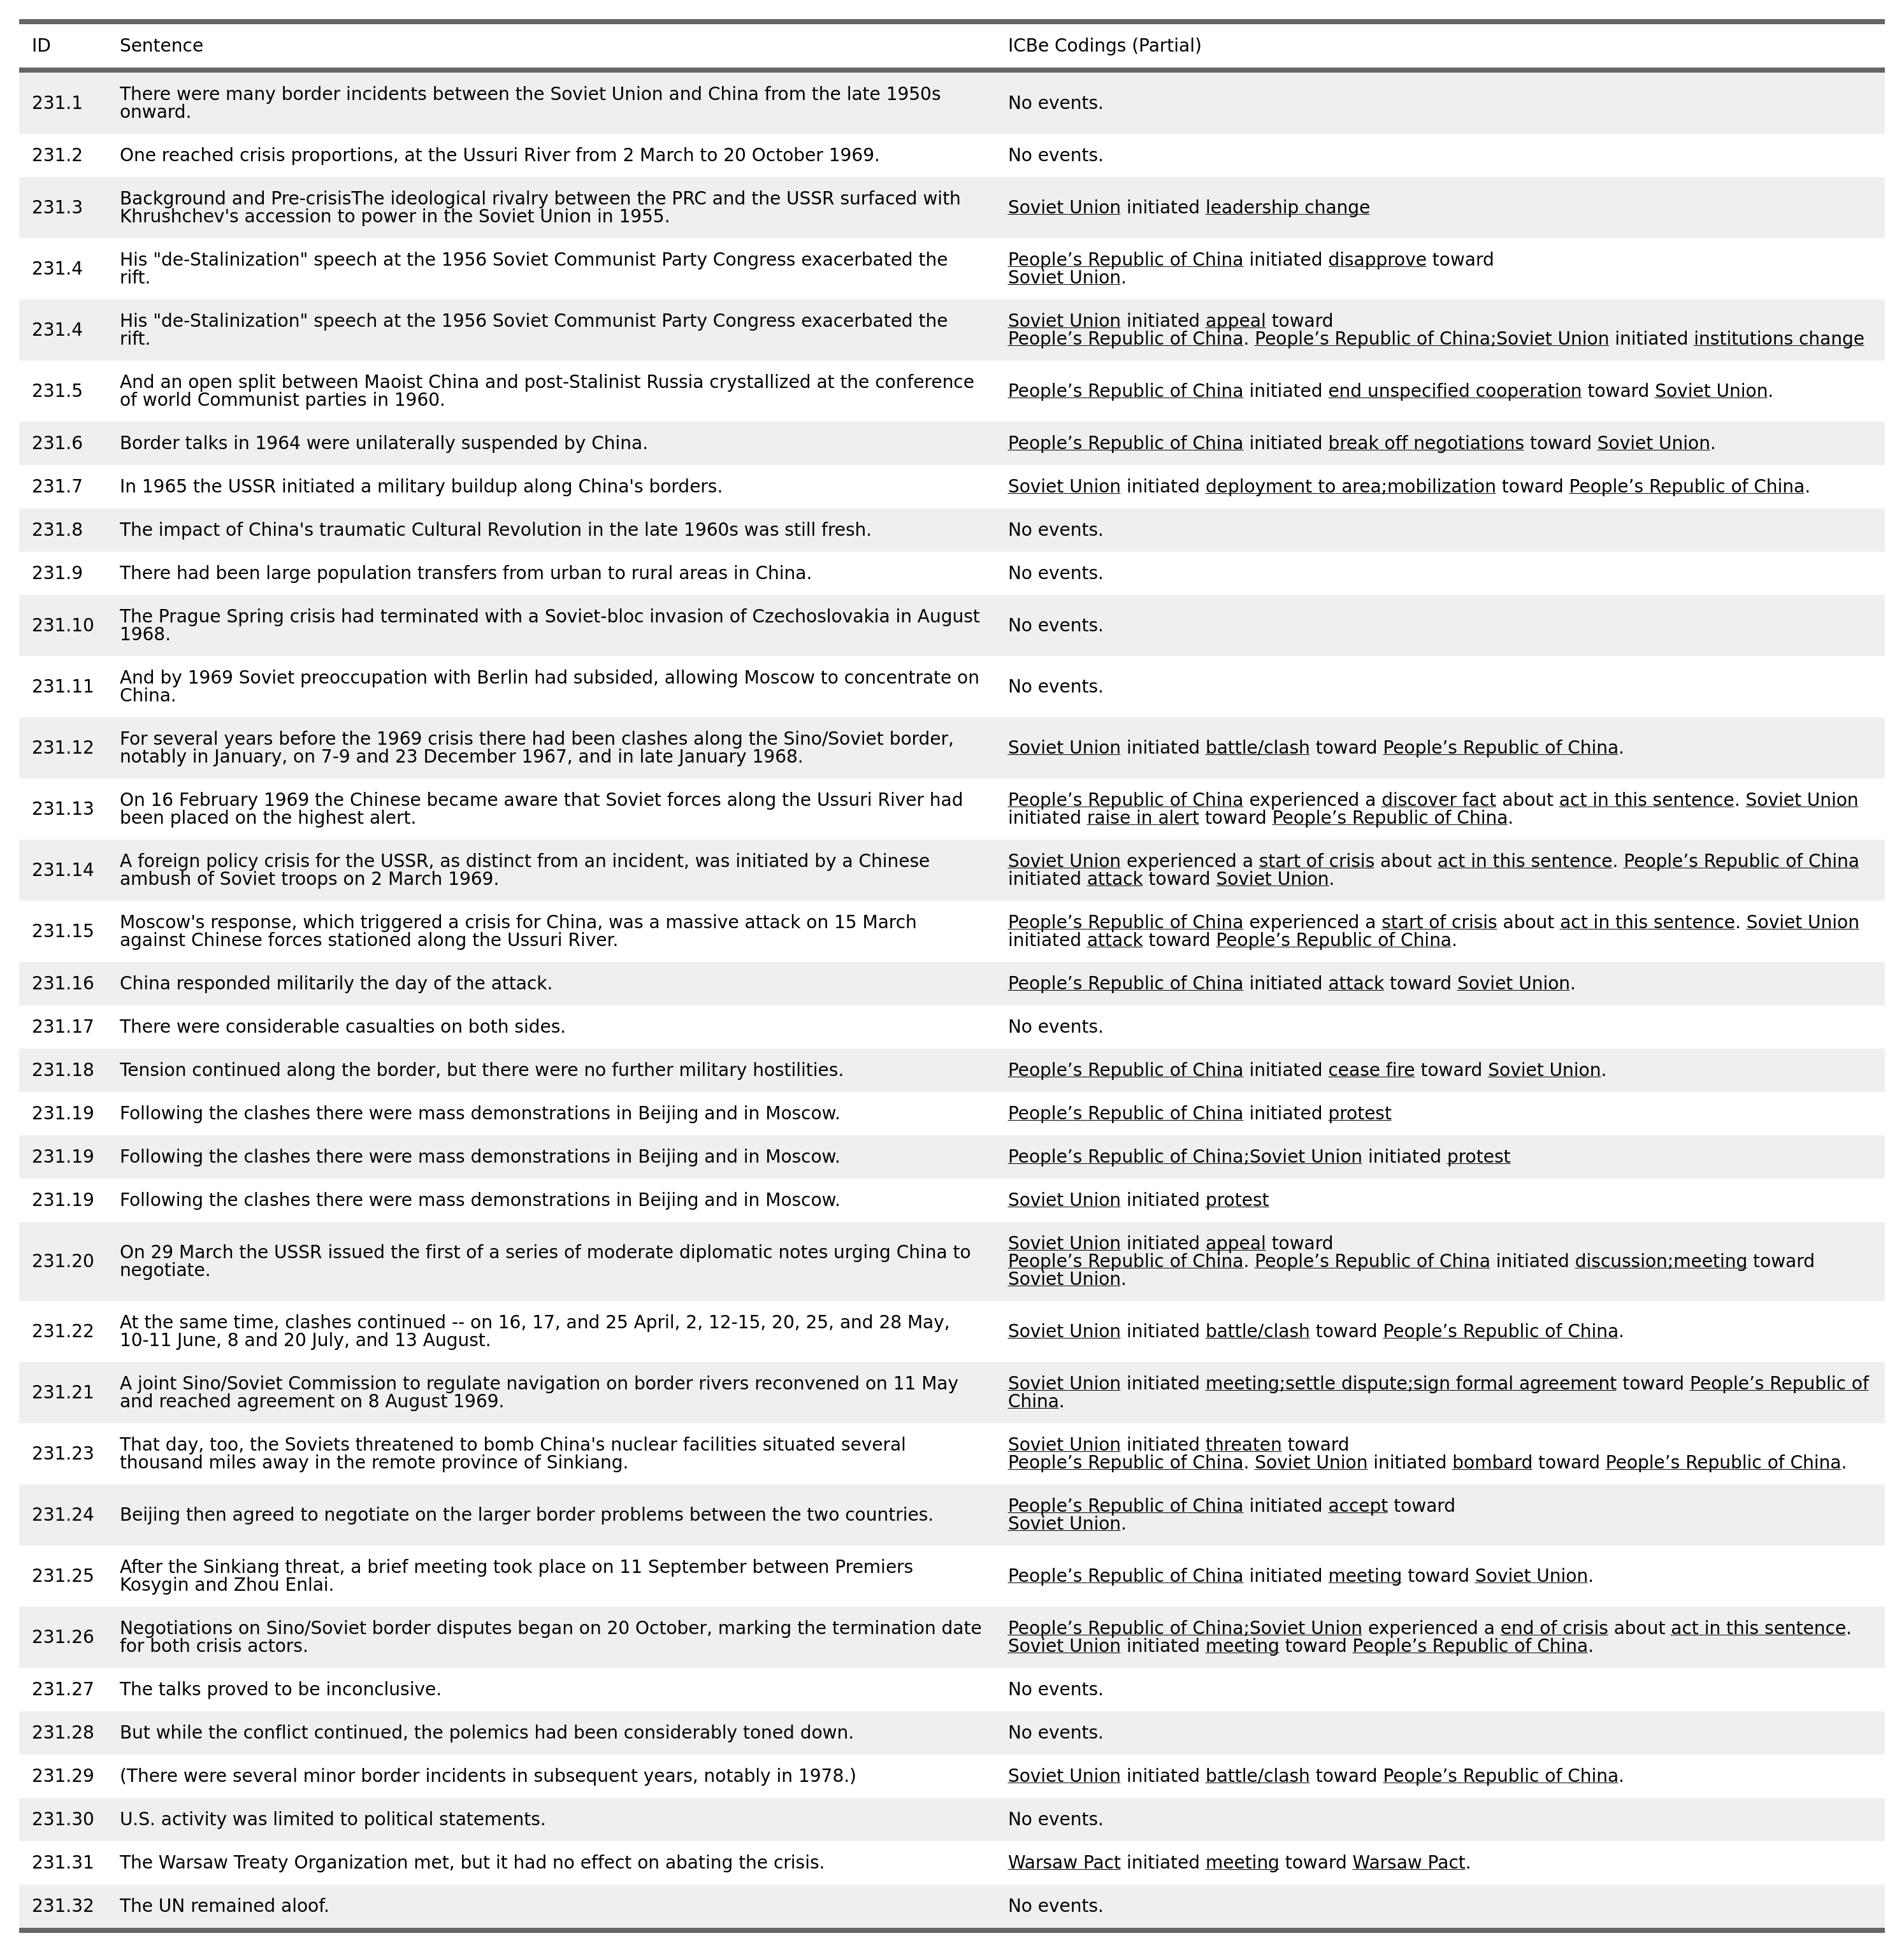 ID Sentence ICBe Codings (Partial)
231.1 There were many border incidents between the Soviet Union and China from the late 1950s
onward. No events.
231.2 One reached crisis proportions, at the Ussuri River from 2 March to 20 October 1969. No events.
231.3 Background and Pre-crisisThe ideological rivalry between the PRC and the USSR surfaced with
Khrushchev's accession to power in the Soviet Union in 1955. Soviet Union initiated leadership change
231.4 His "de-Stalinization" speech at the 1956 Soviet Communist Party Congress exacerbated the
rift. People’s Republic of China initiated disapprove toward
Soviet Union.
231.4 His "de-Stalinization" speech at the 1956 Soviet Communist Party Congress exacerbated the
rift. Soviet Union initiated appeal toward
People’s Republic of China. People’s Republic of China;Soviet Union initiated institutions change
231.5 And an open split between Maoist China and post-Stalinist Russia crystallized at the conference
of world Communist parties in 1960. People’s Republic of China initiated end unspecified cooperation toward Soviet Union.
231.6 Border talks in 1964 were unilaterally suspended by China. People’s Republic of China initiated break off negotiations toward Soviet Union.
231.7 In 1965 the USSR initiated a military buildup along China's borders. Soviet Union initiated deployment to area;mobilization toward People’s Republic of China.
231.8 The impact of China's traumatic Cultural Revolution in the late 1960s was still fresh. No events.
231.9 There had been large population transfers from urban to rural areas in China. No events.
231.10 The Prague Spring crisis had terminated with a Soviet-bloc invasion of Czechoslovakia in August
1968. No events.
231.11 And by 1969 Soviet preoccupation with Berlin had subsided, allowing Moscow to concentrate on
China. No events.
231.12 For several years before the 1969 crisis there had been clashes along the Sino/Soviet border,
notably in January, on 7-9 and 23 December 1967, and in late January 1968. Soviet Union initiated battle/clash toward People’s Republic of China.
231.13 On 16 February 1969 the Chinese became aware that Soviet forces along the Ussuri River had
been placed on the highest alert. People’s Republic of China experienced a discover fact about act in this sentence. Soviet Union
initiated raise in alert toward People’s Republic of China.
231.14 A foreign policy crisis for the USSR, as distinct from an incident, was initiated by a Chinese
ambush of Soviet troops on 2 March 1969. Soviet Union experienced a start of crisis about act in this sentence. People’s Republic of China
initiated attack toward Soviet Union.
231.15 Moscow's response, which triggered a crisis for China, was a massive attack on 15 March
against Chinese forces stationed along the Ussuri River. People’s Republic of China experienced a start of crisis about act in this sentence. Soviet Union
initiated attack toward People’s Republic of China.
231.16 China responded militarily the day of the attack. People’s Republic of China initiated attack toward Soviet Union.
231.17 There were considerable casualties on both sides. No events.
231.18 Tension continued along the border, but there were no further military hostilities. People’s Republic of China initiated cease fire toward Soviet Union.
231.19 Following the clashes there were mass demonstrations in Beijing and in Moscow. People’s Republic of China initiated protest
231.19 Following the clashes there were mass demonstrations in Beijing and in Moscow. People’s Republic of China;Soviet Union initiated protest
231.19 Following the clashes there were mass demonstrations in Beijing and in Moscow. Soviet Union initiated protest
231.20 On 29 March the USSR issued the first of a series of moderate diplomatic notes urging China to
negotiate. Soviet Union initiated appeal toward
People’s Republic of China. People’s Republic of China initiated discussion;meeting toward
Soviet Union.
231.22 At the same time, clashes continued -- on 16, 17, and 25 April, 2, 12-15, 20, 25, and 28 May,
10-11 June, 8 and 20 July, and 13 August. Soviet Union initiated battle/clash toward People’s Republic of China.
231.21 A joint Sino/Soviet Commission to regulate navigation on border rivers reconvened on 11 May
and reached agreement on 8 August 1969. Soviet Union initiated meeting;settle dispute;sign formal agreement toward People’s Republic of
China.
231.23 That day, too, the Soviets threatened to bomb China's nuclear facilities situated several
thousand miles away in the remote province of Sinkiang. Soviet Union initiated threaten toward
People’s Republic of China. Soviet Union initiated bombard toward People’s Republic of China.
231.24 Beijing then agreed to negotiate on the larger border problems between the two countries. People’s Republic of China initiated accept toward
Soviet Union.
231.25 After the Sinkiang threat, a brief meeting took place on 11 September between Premiers
Kosygin and Zhou Enlai. People’s Republic of China initiated meeting toward Soviet Union.
231.26 Negotiations on Sino/Soviet border disputes began on 20 October, marking the termination date
for both crisis actors. People’s Republic of China;Soviet Union experienced a end of crisis about act in this sentence.
Soviet Union initiated meeting toward People’s Republic of China.
231.27 The talks proved to be inconclusive. No events.
231.28 But while the conflict continued, the polemics had been considerably toned down. No events.
231.29 (There were several minor border incidents in subsequent years, notably in 1978.) Soviet Union initiated battle/clash toward People’s Republic of China.
231.30 U.S. activity was limited to political statements. No events.
231.31 The Warsaw Treaty Organization met, but it had no effect on abating the crisis. Warsaw Pact initiated meeting toward Warsaw Pact.
231.32 The UN remained aloof. No events.